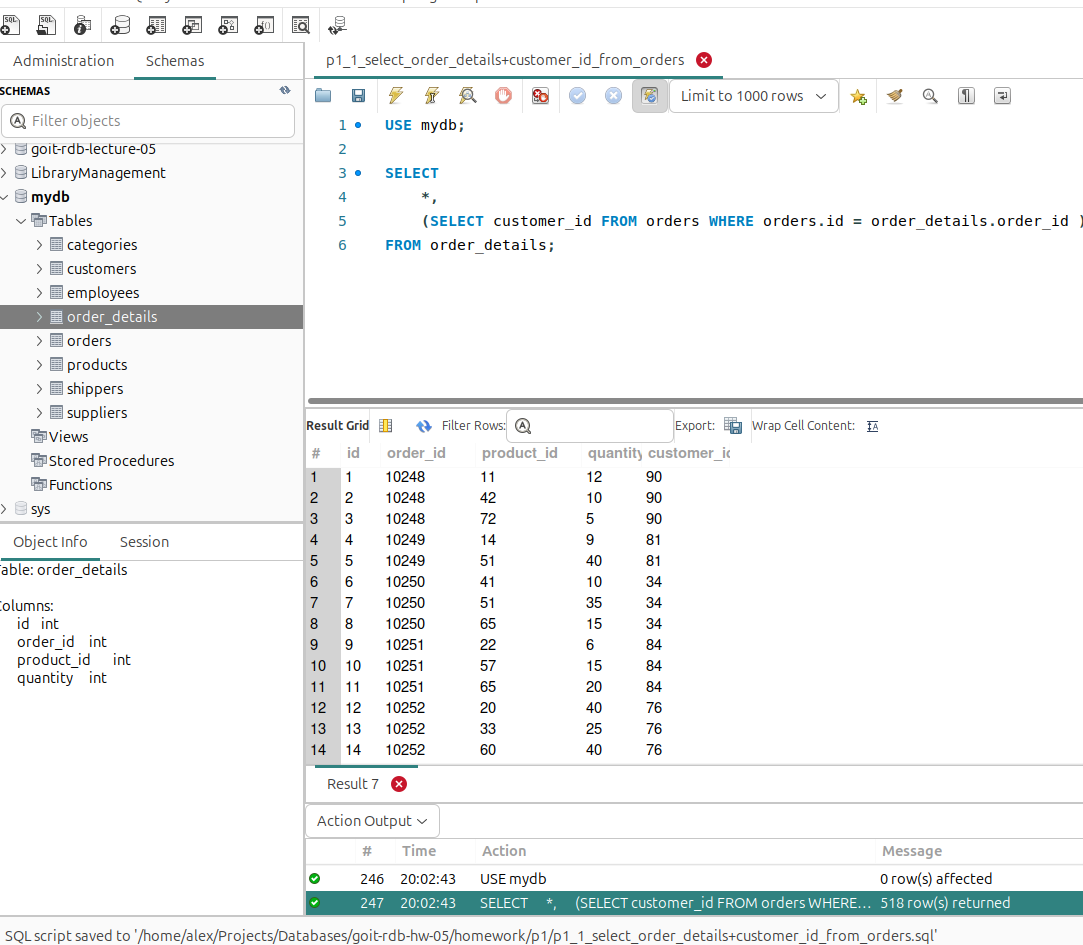 Administration Schemas
SCHEMAS
Filter objects
goit-rdb-lecture-05
LibraryManagement
mydb
Tables
categories
customers
employees
order_details
orders
products
shippers
suppliers
Views
Stored Procedures
Functions
sys
Object Info Session
able: order_details
olumns:
id int
order_id int
product_id int
quantity int
p1_1_select_order_details+customer_id_from_orders
Limit to 1000 rows
1 USE mydb;
2
3 SELECT
4 *,
5 (SELECT customer_id FROM orders WHERE orders.id = order_details.order_id )
6 FROM order_details;
Result Grid Filter Rows: Export: Wrap Cell Content:
# id order_id product_id quantity customer_id
1 1 10248 11 12 90
2 2 10248 42 10 90
3 3 10248 72 5 90
4 4 10249 14 9 81
5 5 10249 51 40 81
6 6 10250 41 10 34
7 7 10250 51 35 34
8 8 10250 65 15 34
9 9 10251 22 6 84
10 10 10251 57 15 84
11 11 10251 65 20 84
12 12 10252 20 40 76
13 13 10252 33 25 76
14 14 10252 60 40 76
Result 7
Action Output
# Time Action Message
246 20:02:43 USE mydb 0 row(s) affected
247 20:02:43 SELECT *, (SELECT customer_id FROM orders WHERE... 518 row(s) returned
SQL script saved to '/home/alex/Projects/Databases/goit-rdb-hw-05/homework/p1/p1_1_select_order_details+customer_id_from_orders.sql'